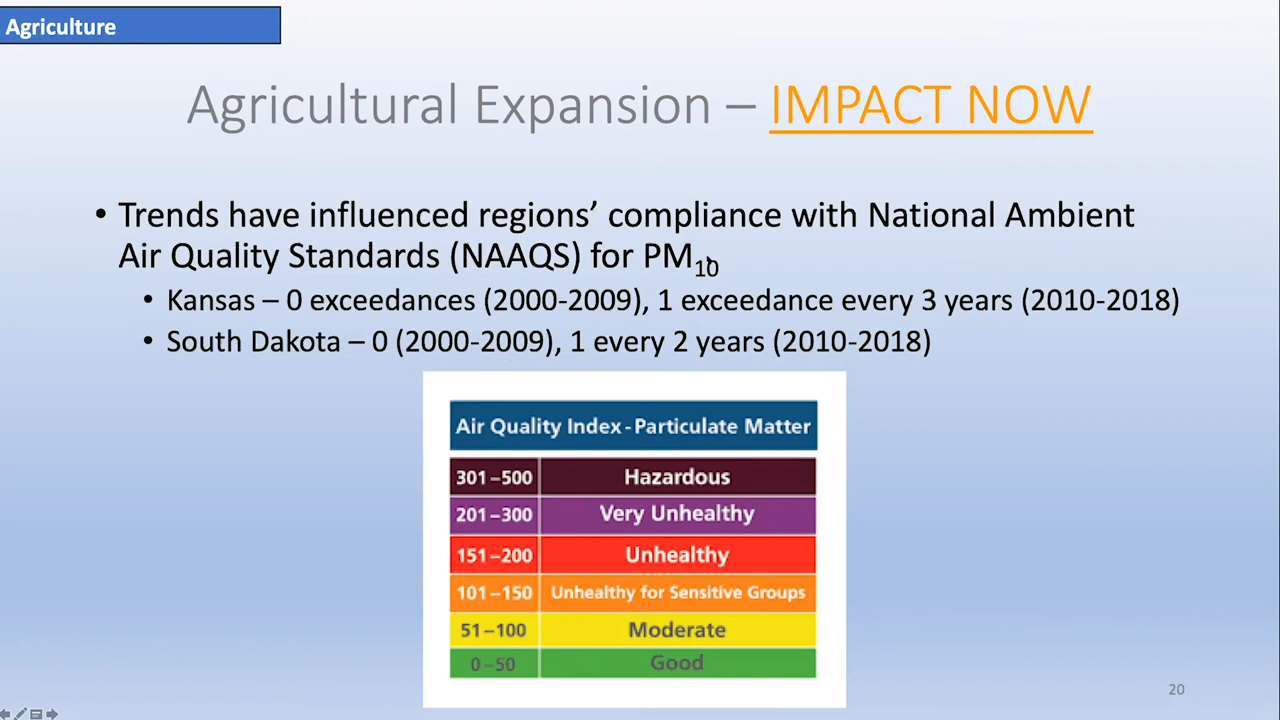 Agriculture
Agricultural Expansion – IMPACT NOW
• Trends have influenced regions’ compliance with National Ambient
Air Quality Standards (NAAQS) for PM10
• Kansas – 0 exceedances (2000-2009), 1 exceedance every 3 years (2010-2018)
• South Dakota – 0 (2000-2009), 1 every 2 years (2010-2018)
Air Quality Index - Particulate Matter
301–500 Hazardous
201–300 Very Unhealthy
151–200 Unhealthy
101–150 Unhealthy for Sensitive Groups
51–100 Moderate
0–50 Good
20